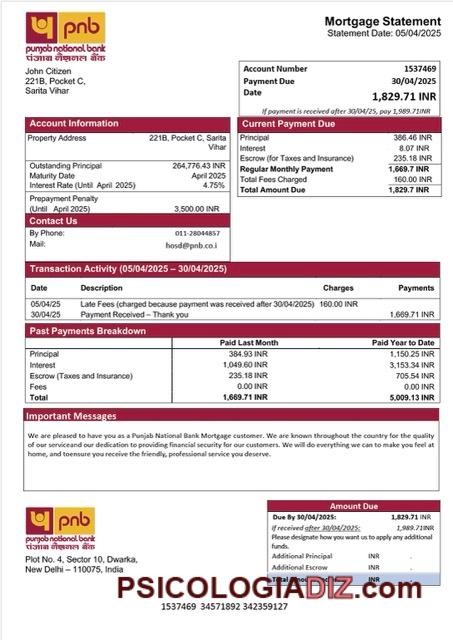 pnb
punjab national bank
पंजाब नैशनल बैंक
Mortgage Statement
Statement Date: 05/04/2025
John Citizen
221B, Pocket C,
Sarita Vihar
Account Number 1537469
Payment Due 30/04/2025
Date 1,829.71 INR
If payment is received after 30/04/25, pay 1,989.71INR
Account Information
Property Address 221B, Pocket C, Sarita
Vihar
Outstanding Principal 264,776.43 INR
Maturity Date April 2025
Interest Rate (Until April 2025) 4.75%
Prepayment Penalty
(Until April 2025) 3,500.00 INR
Contact Us
By Phone: 011-28044857
Mail: hosd@pnb.co.i
Current Payment Due
Principal 386.46 INR
Interest 8.07 INR
Escrow (for Taxes and Insurance) 235.18 INR
Regular Monthly Payment 1,669.7 INR
Total Fees Charged 160.00 INR
Total Amount Due 1,829.7 INR
Transaction Activity (05/04/2025 – 30/04/2025)
Date Description Charges Payments
05/04/25 Late Fees (charged because payment was received after 30/04/2025) 160.00 INR
30/04/25 Payment Received – Thank you 1,669.71 INR
Past Payments Breakdown
Paid Last Month Paid Year to Date
Principal 384.93 INR 1,150.25 INR
Interest 1,049.60 INR 3,153.34 INR
Escrow (Taxes and Insurance) 235.18 INR 705.54 INR
Fees 0.00 INR 0.00 INR
Total 1,669.71 INR 5,009.13 INR
Important Messages
We are pleased to have you as a Punjab National Bank Mortgage customer. We are known throughout the country for the quality
of our serviceand our dedication to providing financial security for our customers. We will do everything we can to make you feel at
home, and toensure you receive the friendly, professional service you deserve.
pnb
punjab national bank
पंजाब नैशनल बैंक
Plot No. 4, Sector 10, Dwarka,
New Delhi – 110075, India
Amount Due
Due By 30/04/2025: 1,829.71 INR
If received after 30/04/2025: 1,989.71INR
Please designate how you want us to apply any additional
funds.
Additional Principal INR .
Additional Escrow INR .
PSICOLOGIADIZ.com
1537469 34571892 342359127